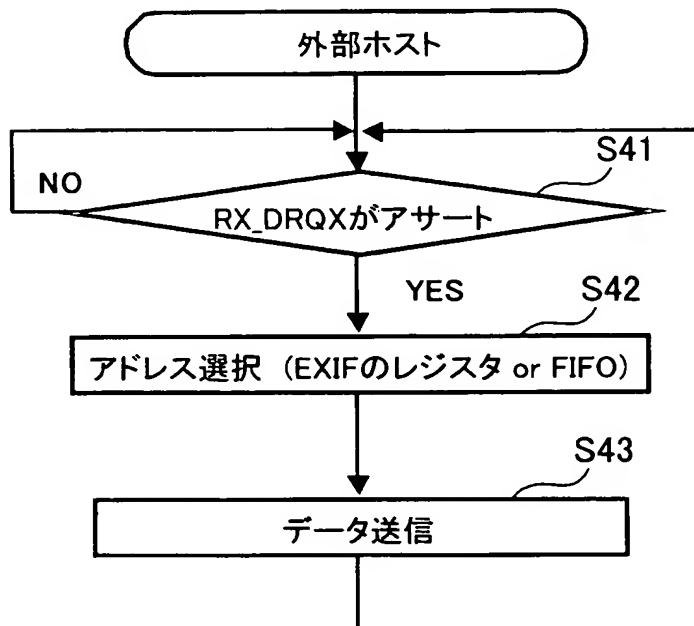 外部ホスト
S41
NO
RX_DRQXがアサート
YES
S42
アドレス選択 （EXIFのレジスタ or FIFO）
S43
データ送信